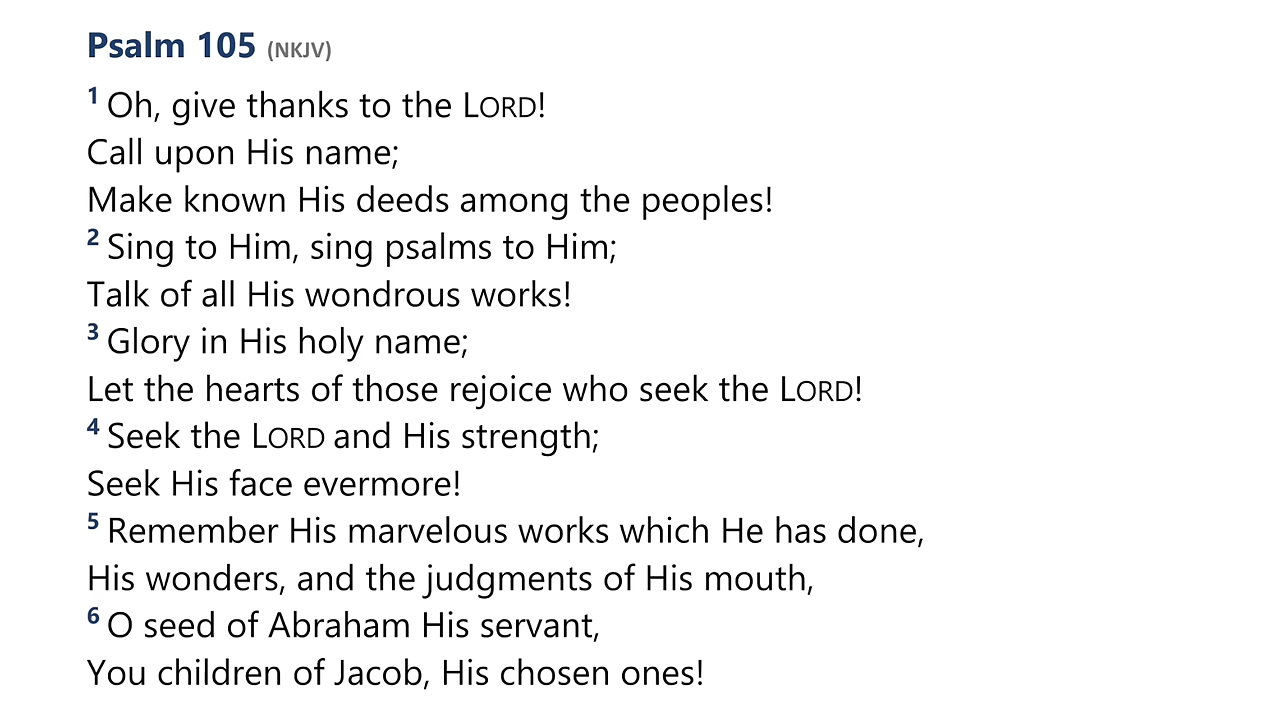 Psalm 105 (NKJV)
1 Oh, give thanks to the LORD!
Call upon His name;
Make known His deeds among the peoples!
2 Sing to Him, sing psalms to Him;
Talk of all His wondrous works!
3 Glory in His holy name;
Let the hearts of those rejoice who seek the LORD!
4 Seek the LORD and His strength;
Seek His face evermore!
5 Remember His marvelous works which He has done,
His wonders, and the judgments of His mouth,
6 O seed of Abraham His servant,
You children of Jacob, His chosen ones!